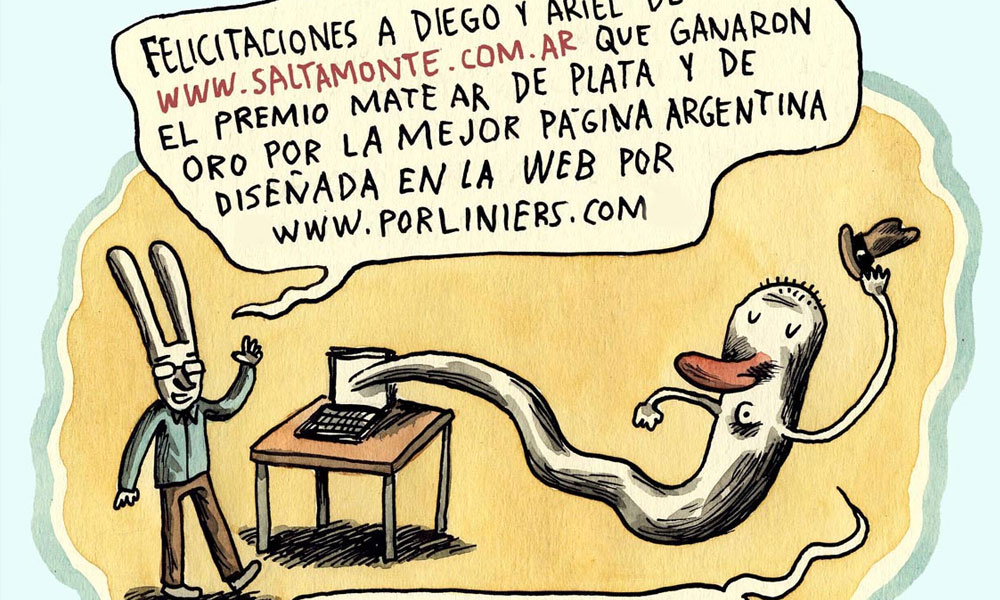 FELICITACIONES A DIEGO Y ARIEL DE
WWW.SALTAMONTE.COM.AR QUE GANARON
EL PREMIO MATE AR DE PLATA Y DE
ORO POR LA MEJOR PÁGINA ARGENTINA
DISEÑADA EN LA WEB POR
WWW.PORLINIERS.COM